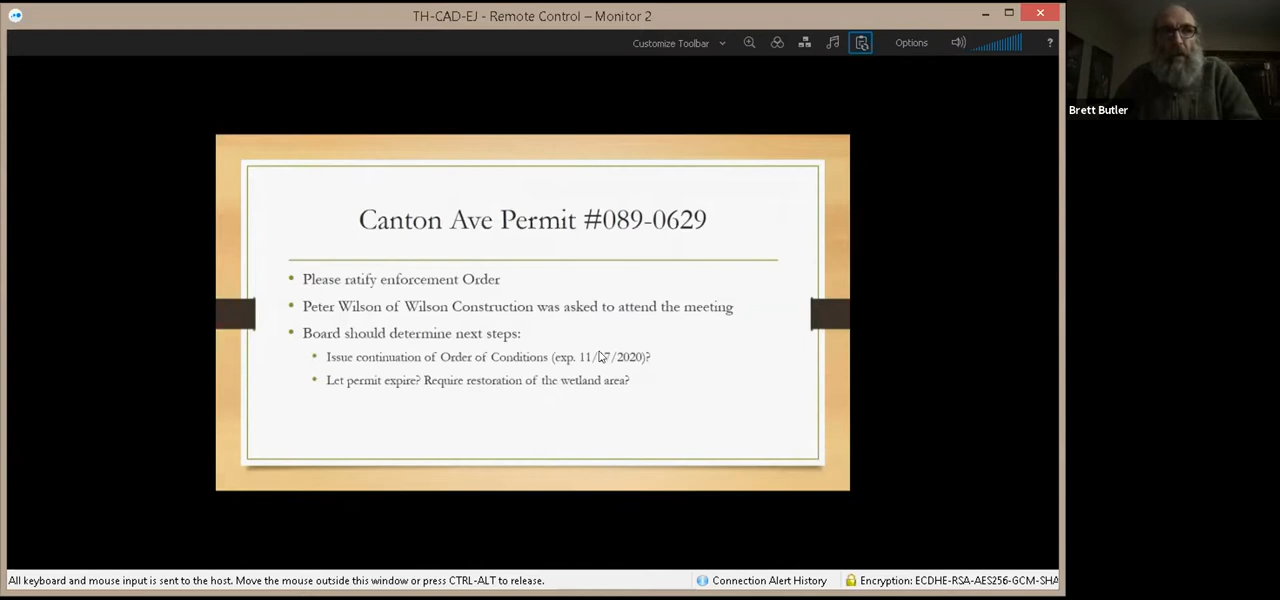 TH-CAD-EJ - Remote Control – Monitor 2
Customize Toolbar
Options
?
Brett Butler
Canton Ave Permit #089-0629
• Please ratify enforcement Order
• Peter Wilson of Wilson Construction was asked to attend the meeting
• Board should determine next steps:
• Issue continuation of Order of Conditions (exp.
• Let permit expire? Require restoration of the wetland area?
All keyboard and mouse input is sent to the host. Move the mouse outside this window or press CTRL-ALT to release.
Connection Alert History
Encryption: ECDHE-RSA-AES256-GCM-SHA